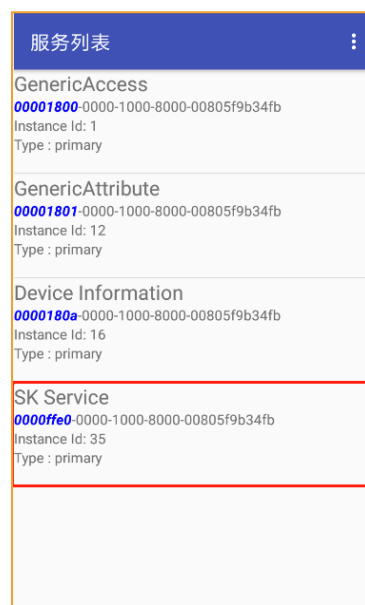 服务列表
GenericAccess
00001800-0000-1000-8000-00805f9b34fb
Instance Id: 1
Type : primary
GenericAttribute
00001801-0000-1000-8000-00805f9b34fb
Instance Id: 12
Type : primary
Device Information
0000180a-0000-1000-8000-00805f9b34fb
Instance Id: 16
Type : primary
SK Service
0000ffe0-0000-1000-8000-00805f9b34fb
Instance Id: 35
Type : primary